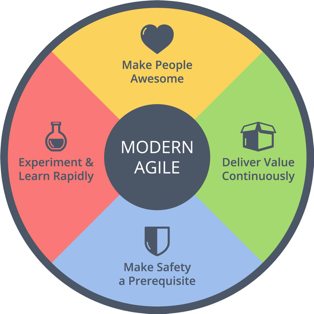 Make People
Awesome
Experiment &
Learn Rapidly
MODERN
AGILE
Deliver Value
Continuously
Make Safety
a Prerequisite